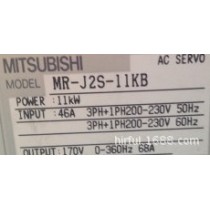 MITSUBISHI
AC SERVO
MODEL MR-J2S-11KB
POWER : 11kW
INPUT : 46A 3PH+1PH200-230V 50Hz
3PH+1PH200-230V 60Hz
hirful.1688.com
OUTPUT: 170V 0-360Hz 68A